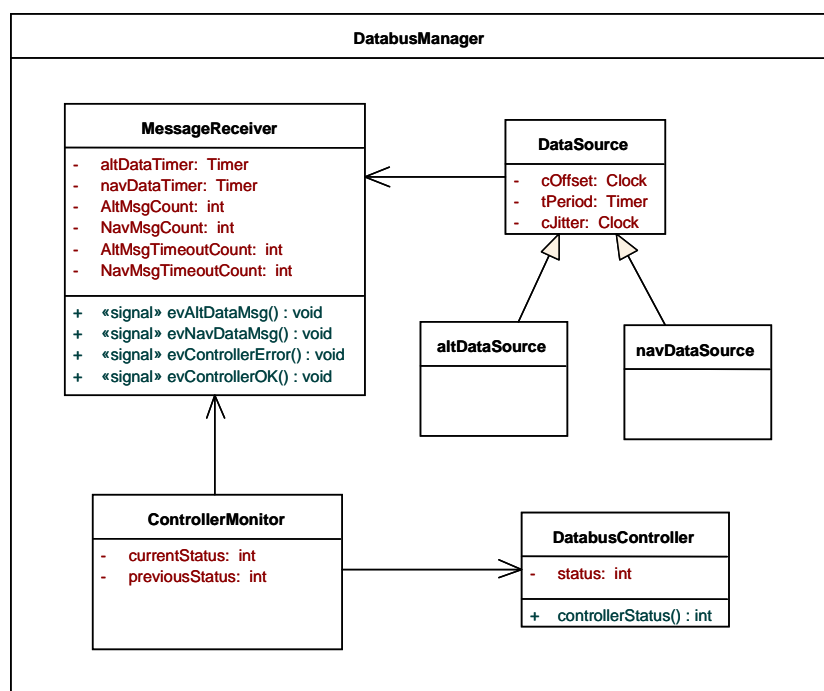 DatabusManager
MessageReceiver
- altDataTimer: Timer
- navDataTimer: Timer
- AltMsgCount: int
- NavMsgCount: int
- AltMsgTimeoutCount: int
- NavMsgTimeoutCount: int
+ «signal» evAltDataMsg() : void
+ «signal» evNavDataMsg() : void
+ «signal» evControllerError() : void
+ «signal» evControllerOK() : void
DataSource
- cOffset: Clock
- tPeriod: Timer
- cJitter: Clock
altDataSource
navDataSource
ControllerMonitor
- currentStatus: int
- previousStatus: int
DatabusController
- status: int
+ controllerStatus() : int